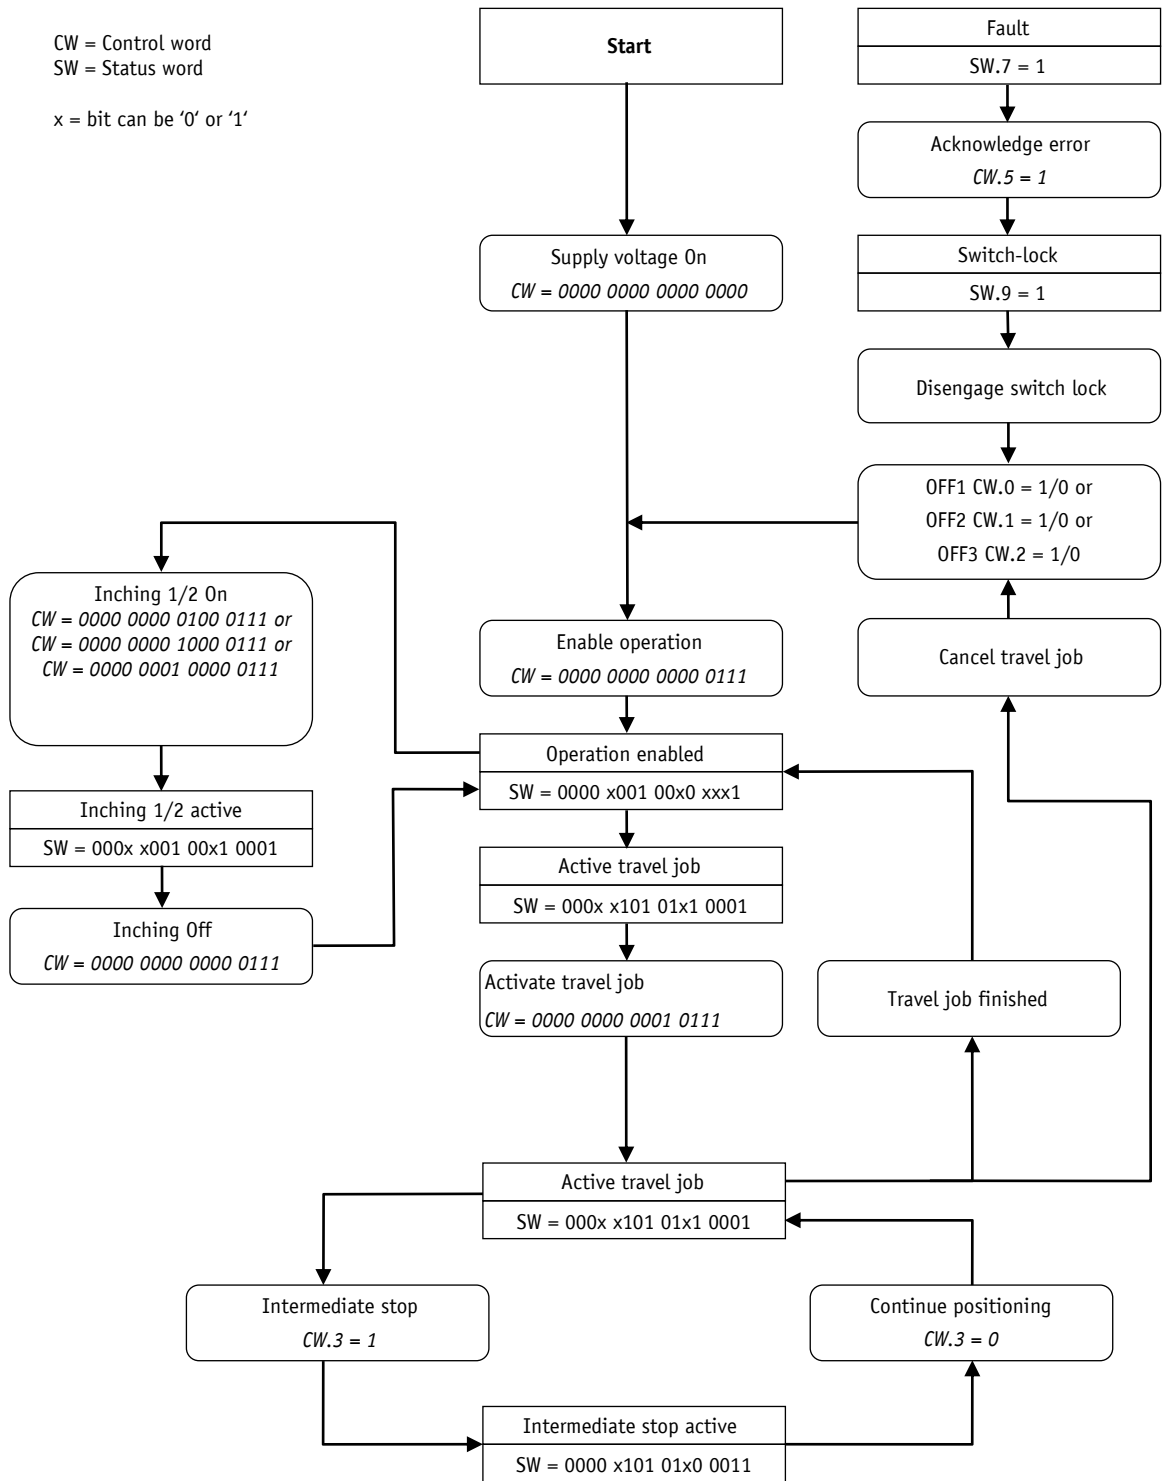 CW = Control word
SW = Status word
x = bit can be ‘0‘ or ‘1‘
Start
Fault
SW.7 = 1
Acknowledge error
CW.5 = 1
Supply voltage On
CW = 0000 0000 0000 0000
Switch-lock
SW.9 = 1
Disengage switch lock
OFF1 CW.0 = 1/0 or
OFF2 CW.1 = 1/0 or
OFF3 CW.2 = 1/0
Inching 1/2 On
CW = 0000 0000 0100 0111 or
CW = 0000 0000 1000 0111 or
CW = 0000 0001 0000 0111
Enable operation
CW = 0000 0000 0000 0111
Cancel travel job
Operation enabled
SW = 0000 x001 00x0 xxx1
Inching 1/2 active
SW = 000x x001 00x1 0001
Active travel job
SW = 000x x101 01x1 0001
Inching Off
CW = 0000 0000 0000 0111
Activate travel job
CW = 0000 0000 0001 0111
Travel job finished
Active travel job
SW = 000x x101 01x1 0001
Intermediate stop
CW.3 = 1
Continue positioning
CW.3 = 0
Intermediate stop active
SW = 0000 x101 01x0 0011